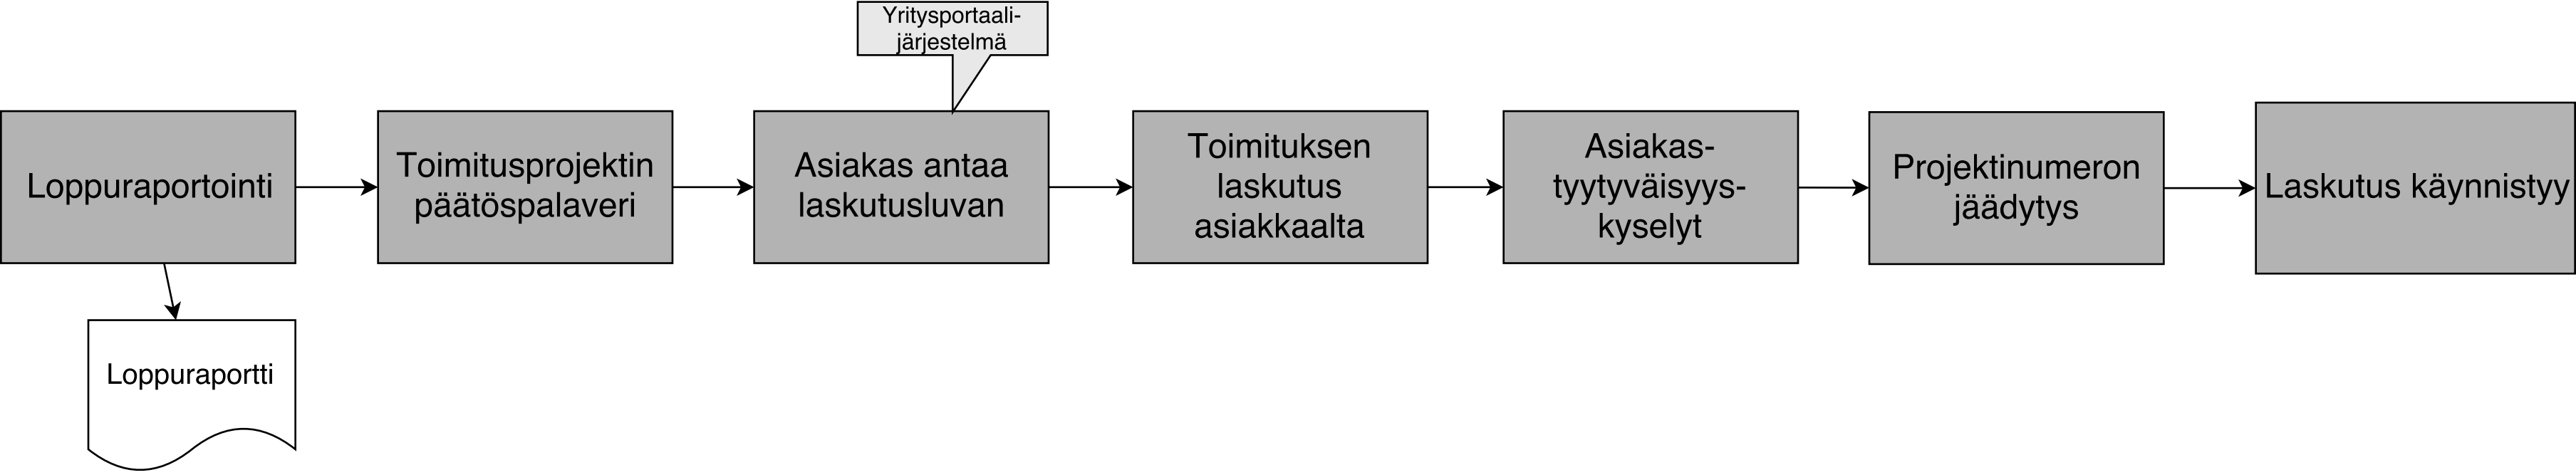 Yritysportaali-
järjestelmä
Loppuraportointi
Toimitusprojektin
päätöspalaveri
Asiakas antaa
laskutusluvan
Toimituksen
laskutus
asiakkaalta
Asiakas-
tyytyväisyys-
kyselyt
Projektinumeron
jäädytys
Laskutus käynnistyy
Loppuraportti